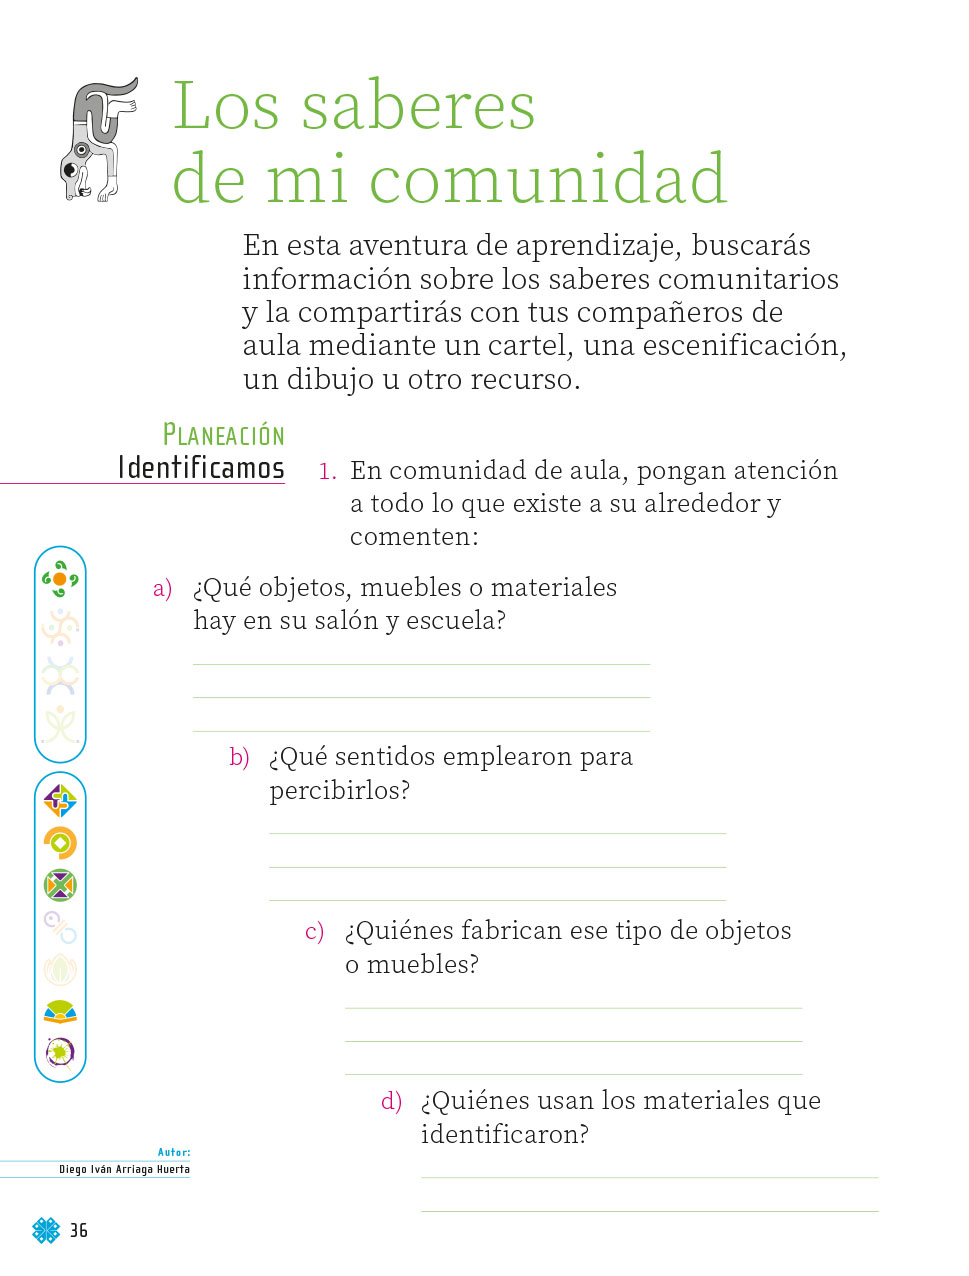 Los saberes
de mi comunidad
En esta aventura de aprendizaje, buscarás
información sobre los saberes comunitarios
y la compartirás con tus compañeros de
aula mediante un cartel, una escenificación,
un dibujo u otro recurso.
Planeación
Identificamos
1. En comunidad de aula, pongan atención
a todo lo que existe a su alrededor y
comenten:
a) ¿Qué objetos, muebles o materiales
hay en su salón y escuela?
b) ¿Qué sentidos emplearon para
percibirlos?
c) ¿Quiénes fabrican ese tipo de objetos
o muebles?
d) ¿Quiénes usan los materiales que
identificaron?
Autor:
Diego Iván Arriaga Huerta
36